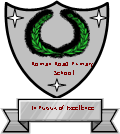 Roman Road Primary
School
In Pursuit of Excellence